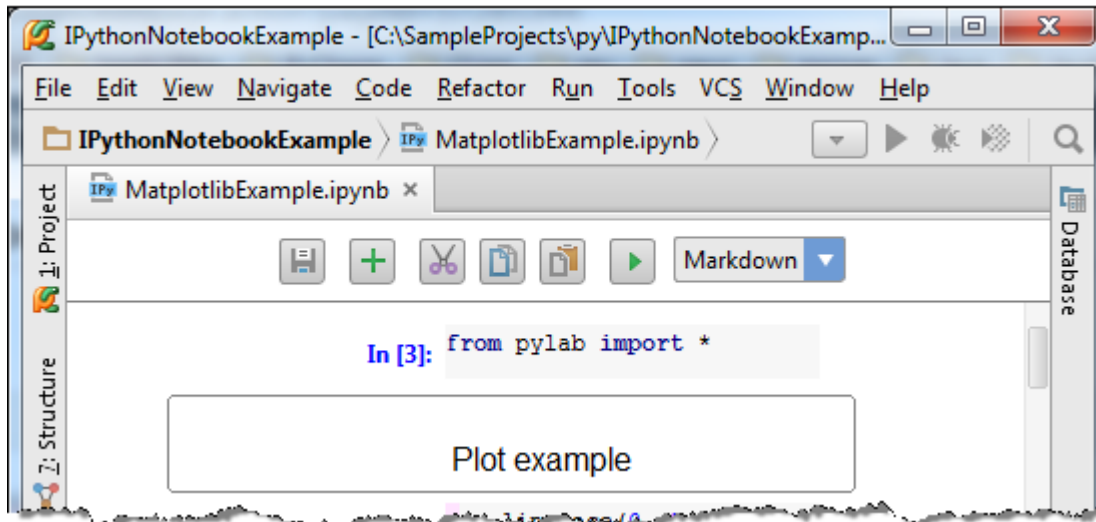 IPythonNotebookExample - [C:\SampleProjects\py\IPythonNotebookExamp...
File Edit View Navigate Code Refactor Run Tools VCS Window Help
IPythonNotebookExample MatplotlibExample.ipynb
MatplotlibExample.ipynb
1: Project
7: Structure
Database
Markdown
In [3]: from pylab import *
Plot example